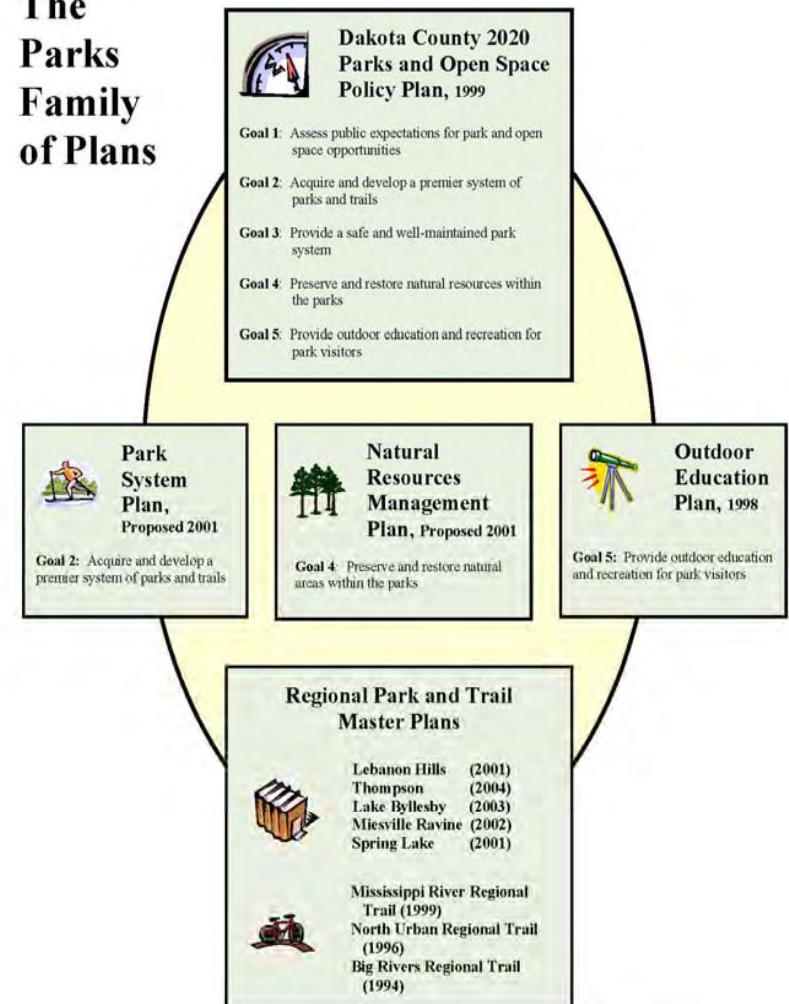 The
Parks
Family
of Plans
Dakota County 2020
Parks and Open Space
Policy Plan, 1999
Goal 1: Assess public expectations for park and open
space opportunities
Goal 2: Acquire and develop a premier system of
parks and trails
Goal 3: Provide a safe and well-maintained park
system
Goal 4: Preserve and restore natural resources within
the parks
Goal 5: Provide outdoor education and recreation for
park visitors
Park
System
Plan,
Proposed 2001
Goal 2: Acquire and develop a
premier system of parks and trails
Natural
Resources
Management
Plan, Proposed 2001
Goal 4: Preserve and restore natural
areas within the parks
Outdoor
Education
Plan, 1998
Goal 5: Provide outdoor education
and recreation for park visitors
Regional Park and Trail
Master Plans
Lebanon Hills (2001)
Thompson (2004)
Lake Byllesby (2003)
Miesville Ravine (2002)
Spring Lake (2001)
Mississippi River Regional
Trail (1999)
North Urban Regional Trail
(1996)
Big Rivers Regional Trail
(1994)